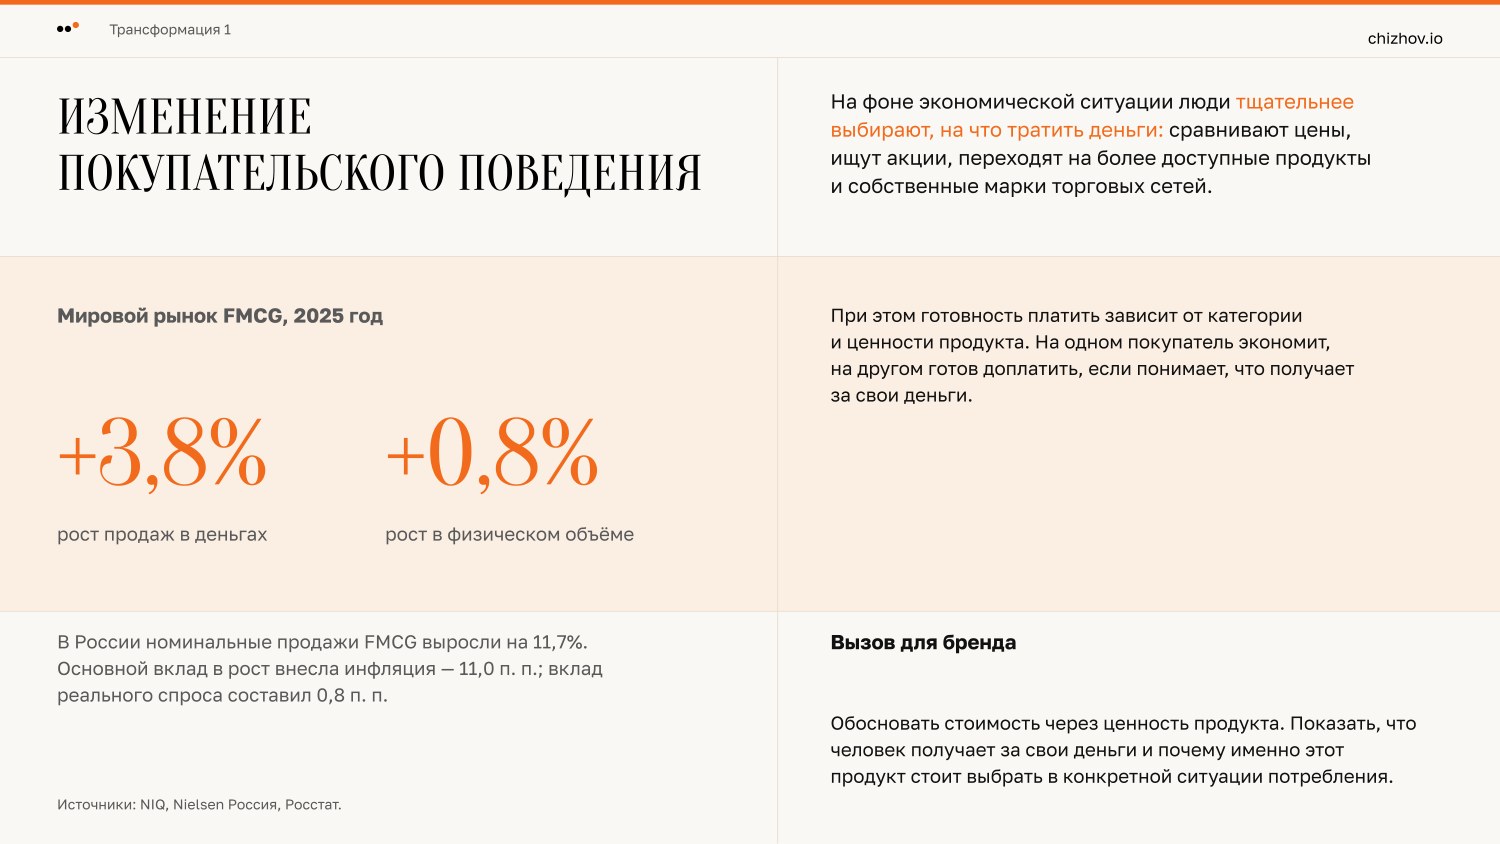 Трансформация 1
chizhov.io
ИЗМЕНЕНИЕ
ПОКУПАТЕЛЬСКОГО ПОВЕДЕНИЯ
На фоне экономической ситуации люди тщательнее
выбирают, на что тратить деньги: сравнивают цены,
ищут акции, переходят на более доступные продукты
и собственные марки торговых сетей.
Мировой рынок FMCG, 2025 год
+3,8%
рост продаж в деньгах
+0,8%
рост в физическом объёме
При этом готовность платить зависит от категории
и ценности продукта. На одном покупатель экономит,
на другом готов доплатить, если понимает, что получает
за свои деньги.
В России номинальные продажи FMCG выросли на 11,7%.
Основной вклад в рост внесла инфляция — 11,0 п. п.; вклад
реального спроса составил 0,8 п. п.
Источники: NIQ, Nielsen Россия, Росстат.
Вызов для бренда
Обосновать стоимость через ценность продукта. Показать, что
человек получает за свои деньги и почему именно этот
продукт стоит выбрать в конкретной ситуации потребления.